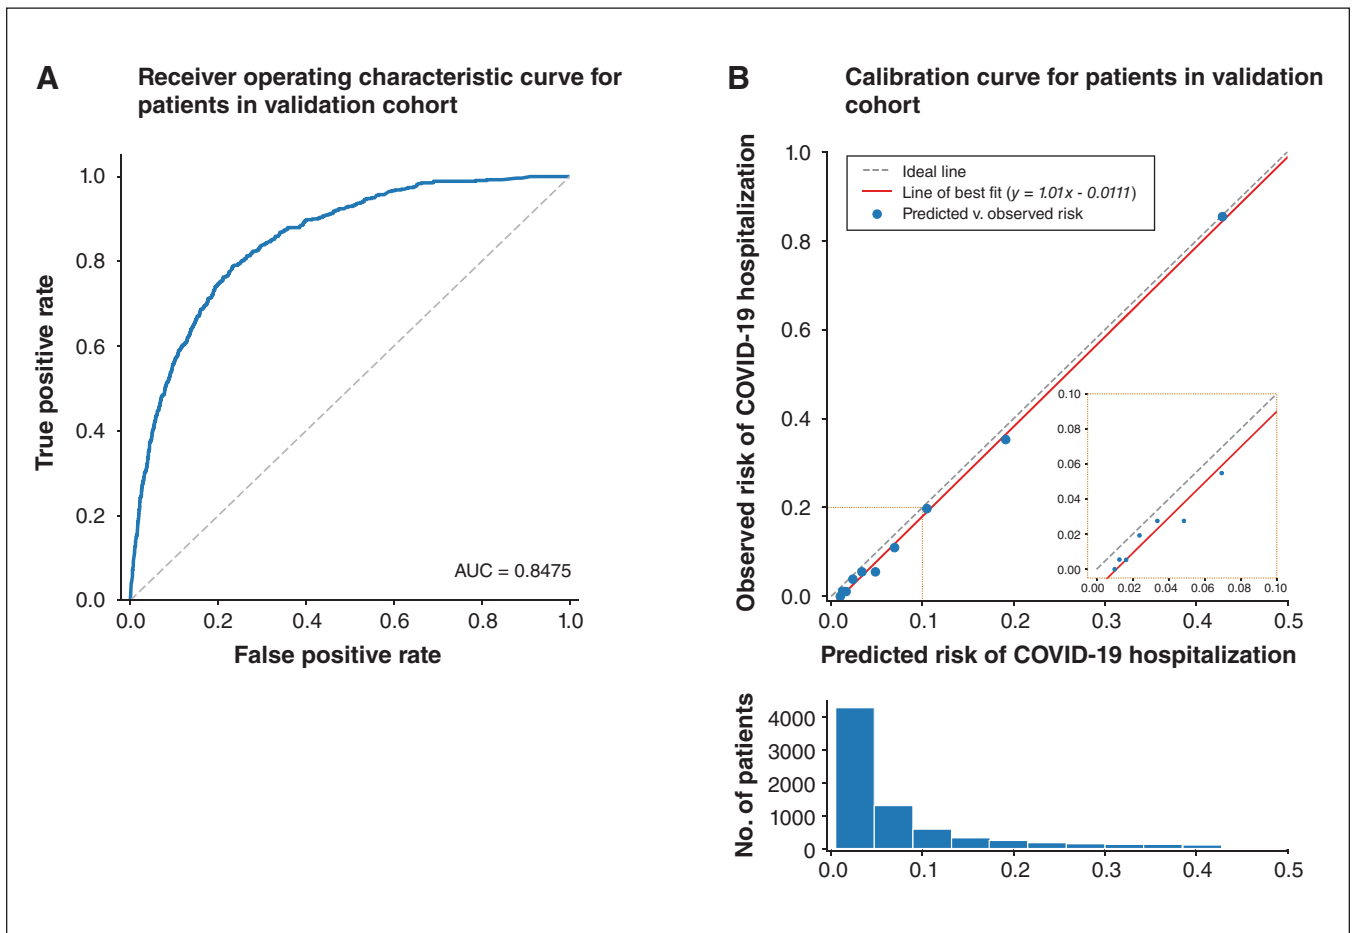 A
Receiver operating characteristic curve for
patients in validation cohort
True positive rate
1.0
0.8
0.6
0.4
0.2
0.0
AUC = 0.8475
0.0 0.2 0.4 0.6 0.8 1.0
False positive rate
B
Calibration curve for patients in validation
cohort
Observed risk of COVID-19 hospitalization
1.0
0.8
0.6
0.4
0.2
0.0
Ideal line
Line of best fit (y = 1.01x - 0.0111)
Predicted v. observed risk
0.10
0.08
0.06
0.04
0.02
0.00
0.00 0.02 0.04 0.06 0.08 0.10
0.0 0.1 0.2 0.3 0.4 0.5
Predicted risk of COVID-19 hospitalization
No. of patients
4000
3000
2000
1000
0
0.0 0.1 0.2 0.3 0.4 0.5